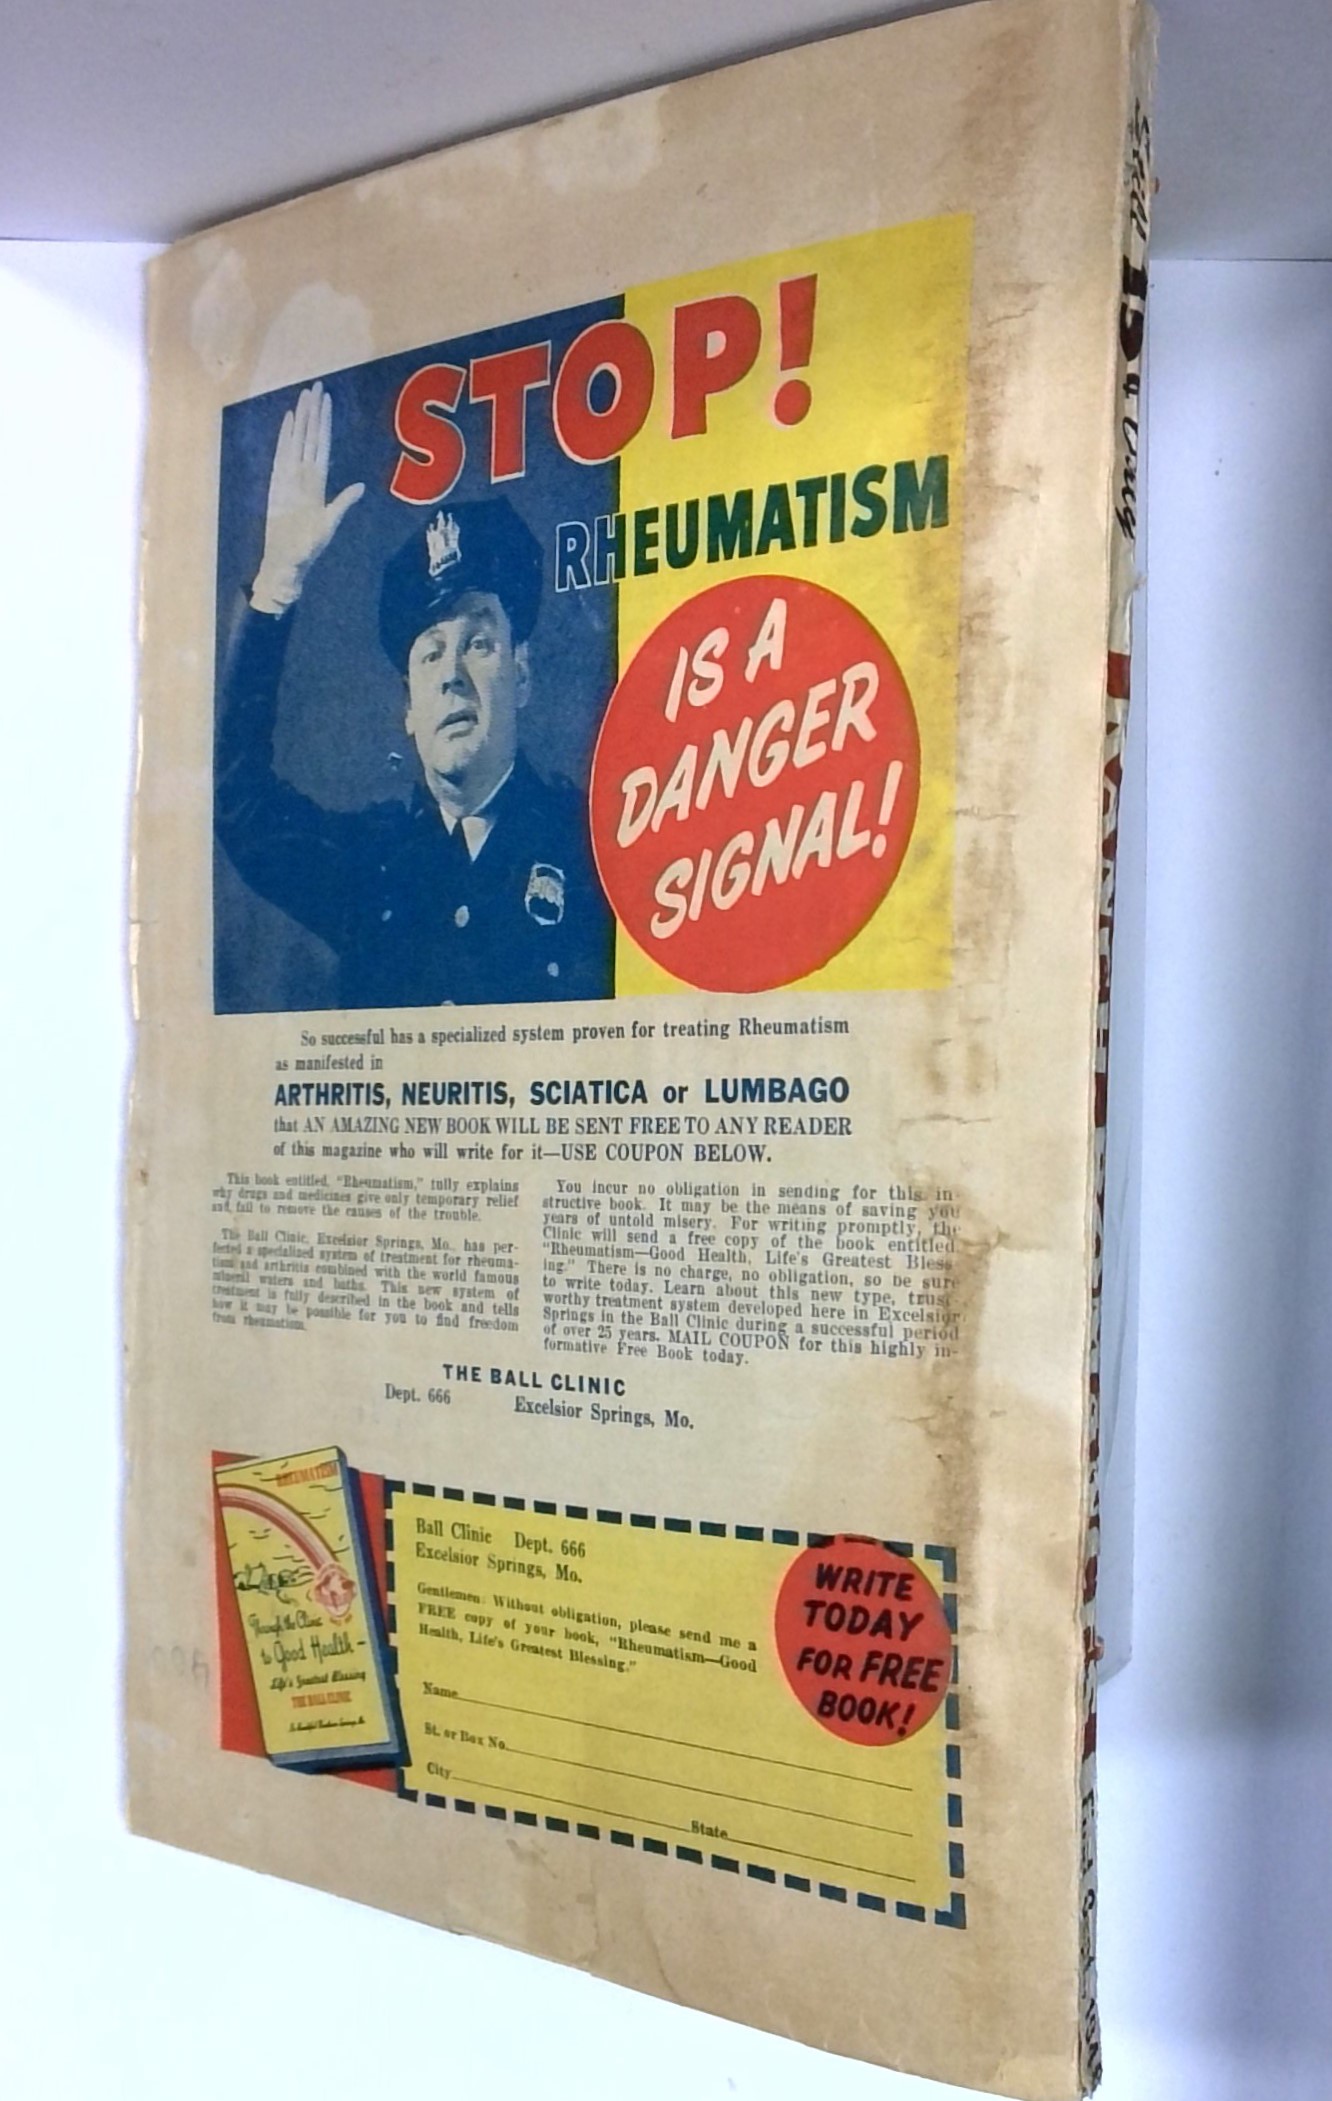 STOP!
RHEUMATISM
IS A
DANGER
SIGNAL!
So successful has a specialized system proven for treating Rheumatism
as manifested in
ARTHRITIS, NEURITIS, SCIATICA or LUMBAGO
that AN AMAZING NEW BOOK WILL BE SENT FREE TO ANY READER
of this magazine who will write for it—USE COUPON BELOW.
This book entitled, "Rheumatism," fully explains
why drugs and medicines give only temporary relief
and fail to remove the causes of the trouble.
The Ball Clinic, Excelsior Springs, Mo., has per-
fected a specialized system of treatment for rheuma-
tism and arthritis combined with the world famous
mineral waters and baths. This new system of
treatment is fully described in the book and tells
how it may be possible for you to find freedom
from rheumatism.
You incur no obligation in sending for this in-
structive book. It may be the means of saving you
years of untold misery. For writing promptly, the
Clinic will send a free copy of the book entitled
"Rheumatism—Good Health, Life's Greatest Bless-
ing." There is no charge, no obligation, so be sure
to write today. Learn about this new type, trust-
worthy treatment system developed here in Excelsior
Springs in the Ball Clinic during a successful period
of over 25 years. MAIL COUPON for this highly in-
formative Free Book today.
THE BALL CLINIC
Dept. 666 Excelsior Springs, Mo.
RHEUMATISM
Through the Clinic
to Good Health—
Life's Greatest Blessing
THE BALL CLINIC
Ball Clinic Dept. 666
Excelsior Springs, Mo.
Gentlemen: Without obligation, please send me a
FREE copy of your book, "Rheumatism—Good
Health, Life's Greatest Blessing."
Name
St. or Box No.
City State
WRITE
TODAY
FOR FREE
BOOK!
Still 15¢